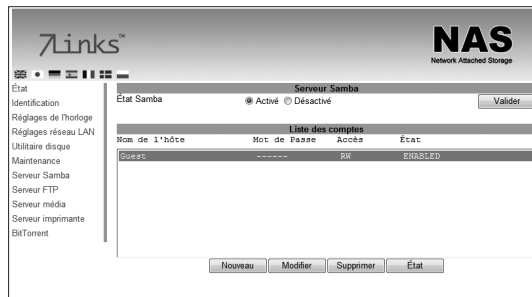 7Links™
NAS
Network Attached Storage
État
Identification
Réglages de l'horloge
Réglages réseau LAN
Utilitaire disque
Maintenance
Serveur Samba
Serveur FTP
Serveur média
Serveur imprimante
BitTorrent
Serveur Samba
État Samba Activé Désactivé Valider
Liste des comptes
Nom de l'hôte Mot de Passe Accès État
Guest ------ RW ENABLED
Nouveau Modifier Supprimer État